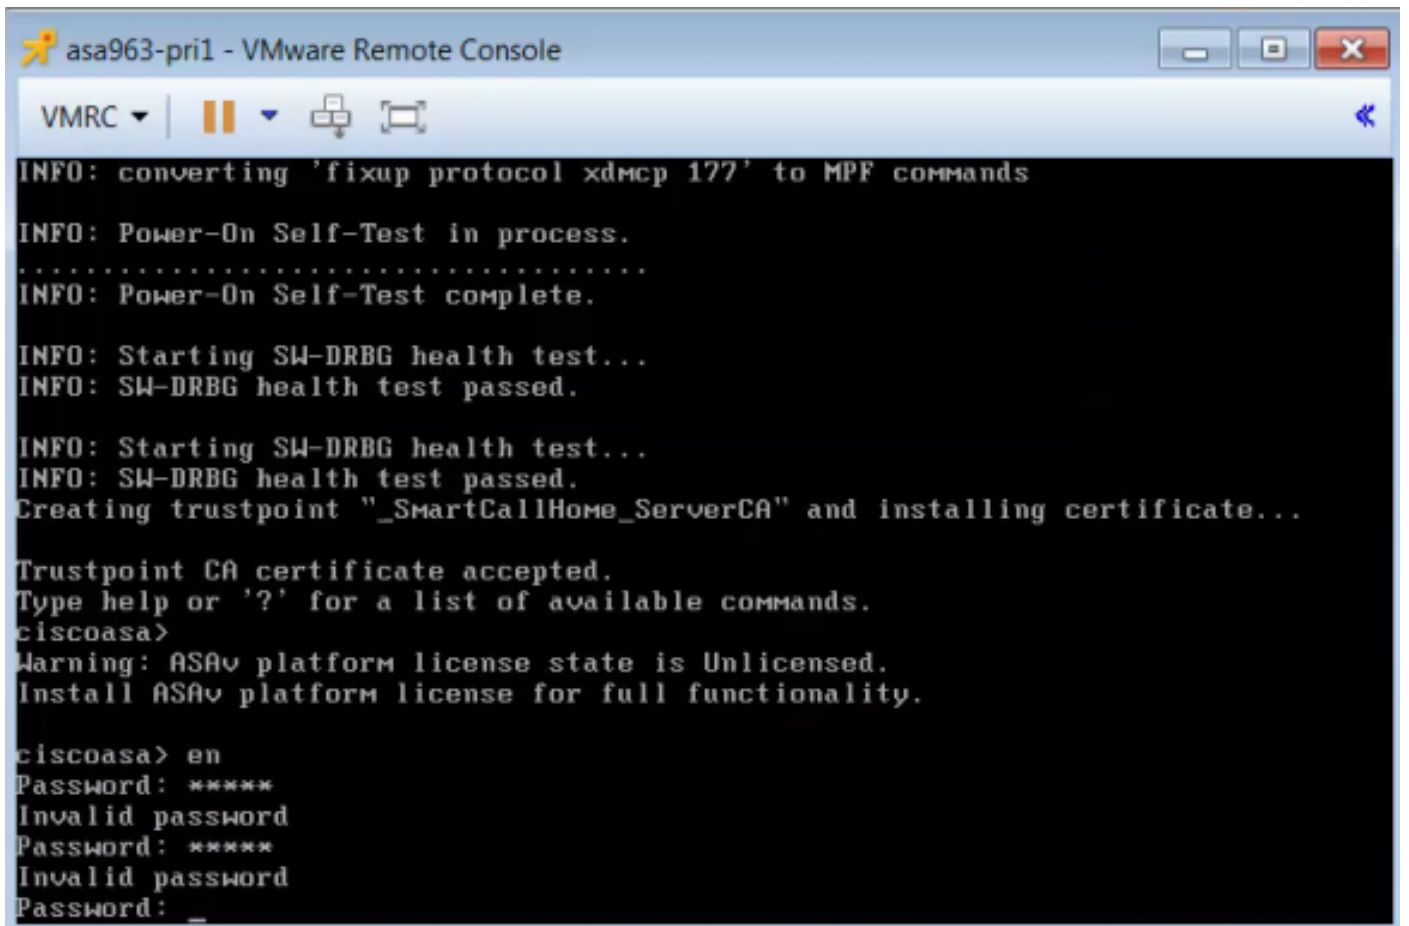 asa963-pri1 - VMware Remote Console
VMRC
INFO: converting 'fixup protocol xdmcp 177' to MPF commands
INFO: Power-On Self-Test in process.
.....................................
INFO: Power-On Self-Test complete.
INFO: Starting SW-DRBG health test...
INFO: SW-DRBG health test passed.
INFO: Starting SW-DRBG health test...
INFO: SW-DRBG health test passed.
Creating trustpoint "_SmartCallHome_ServerCA" and installing certificate...
Trustpoint CA certificate accepted.
Type help or '?' for a list of available commands.
ciscoasa>
Warning: ASAv platform license state is Unlicensed.
Install ASAv platform license for full functionality.
ciscoasa> en
Password: *****
Invalid password
Password: *****
Invalid password
Password: _